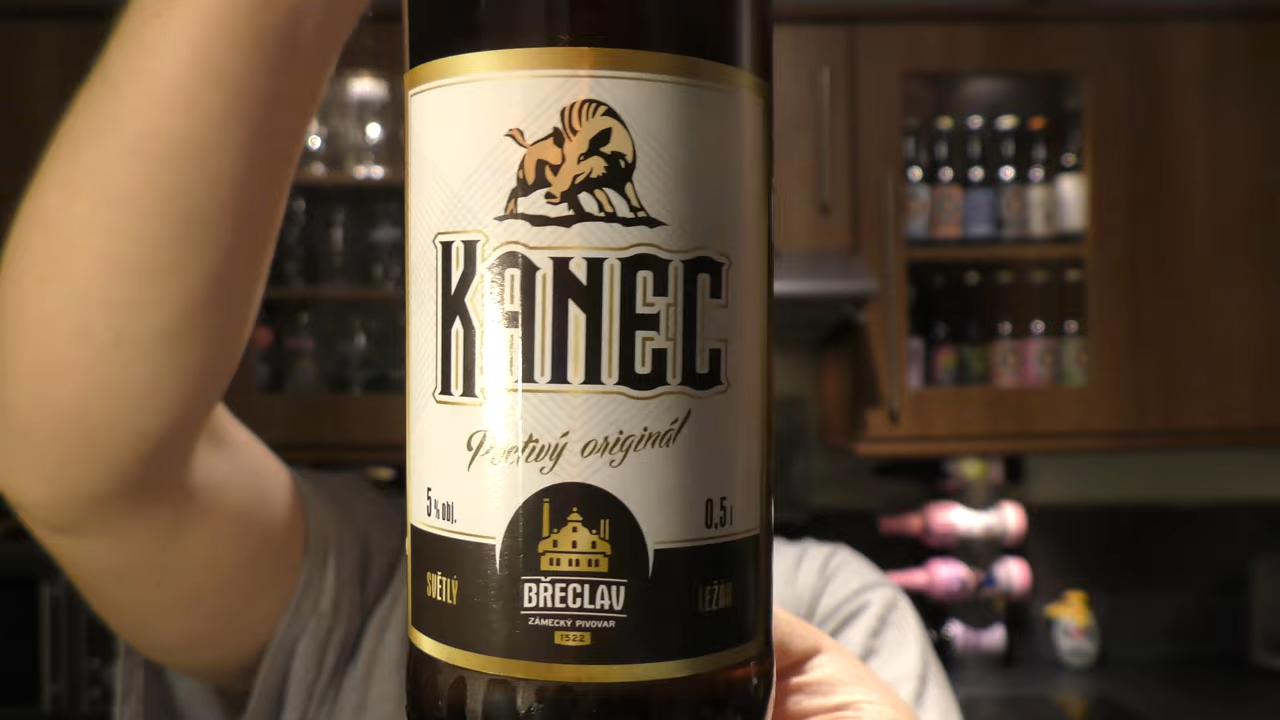 KANEC
Poctivý originál
5 % obj.
0,5 l
SVĚTLÝ
LEŽÁK
BŘECLAV
ZÁMECKÝ PIVOVAR
1522